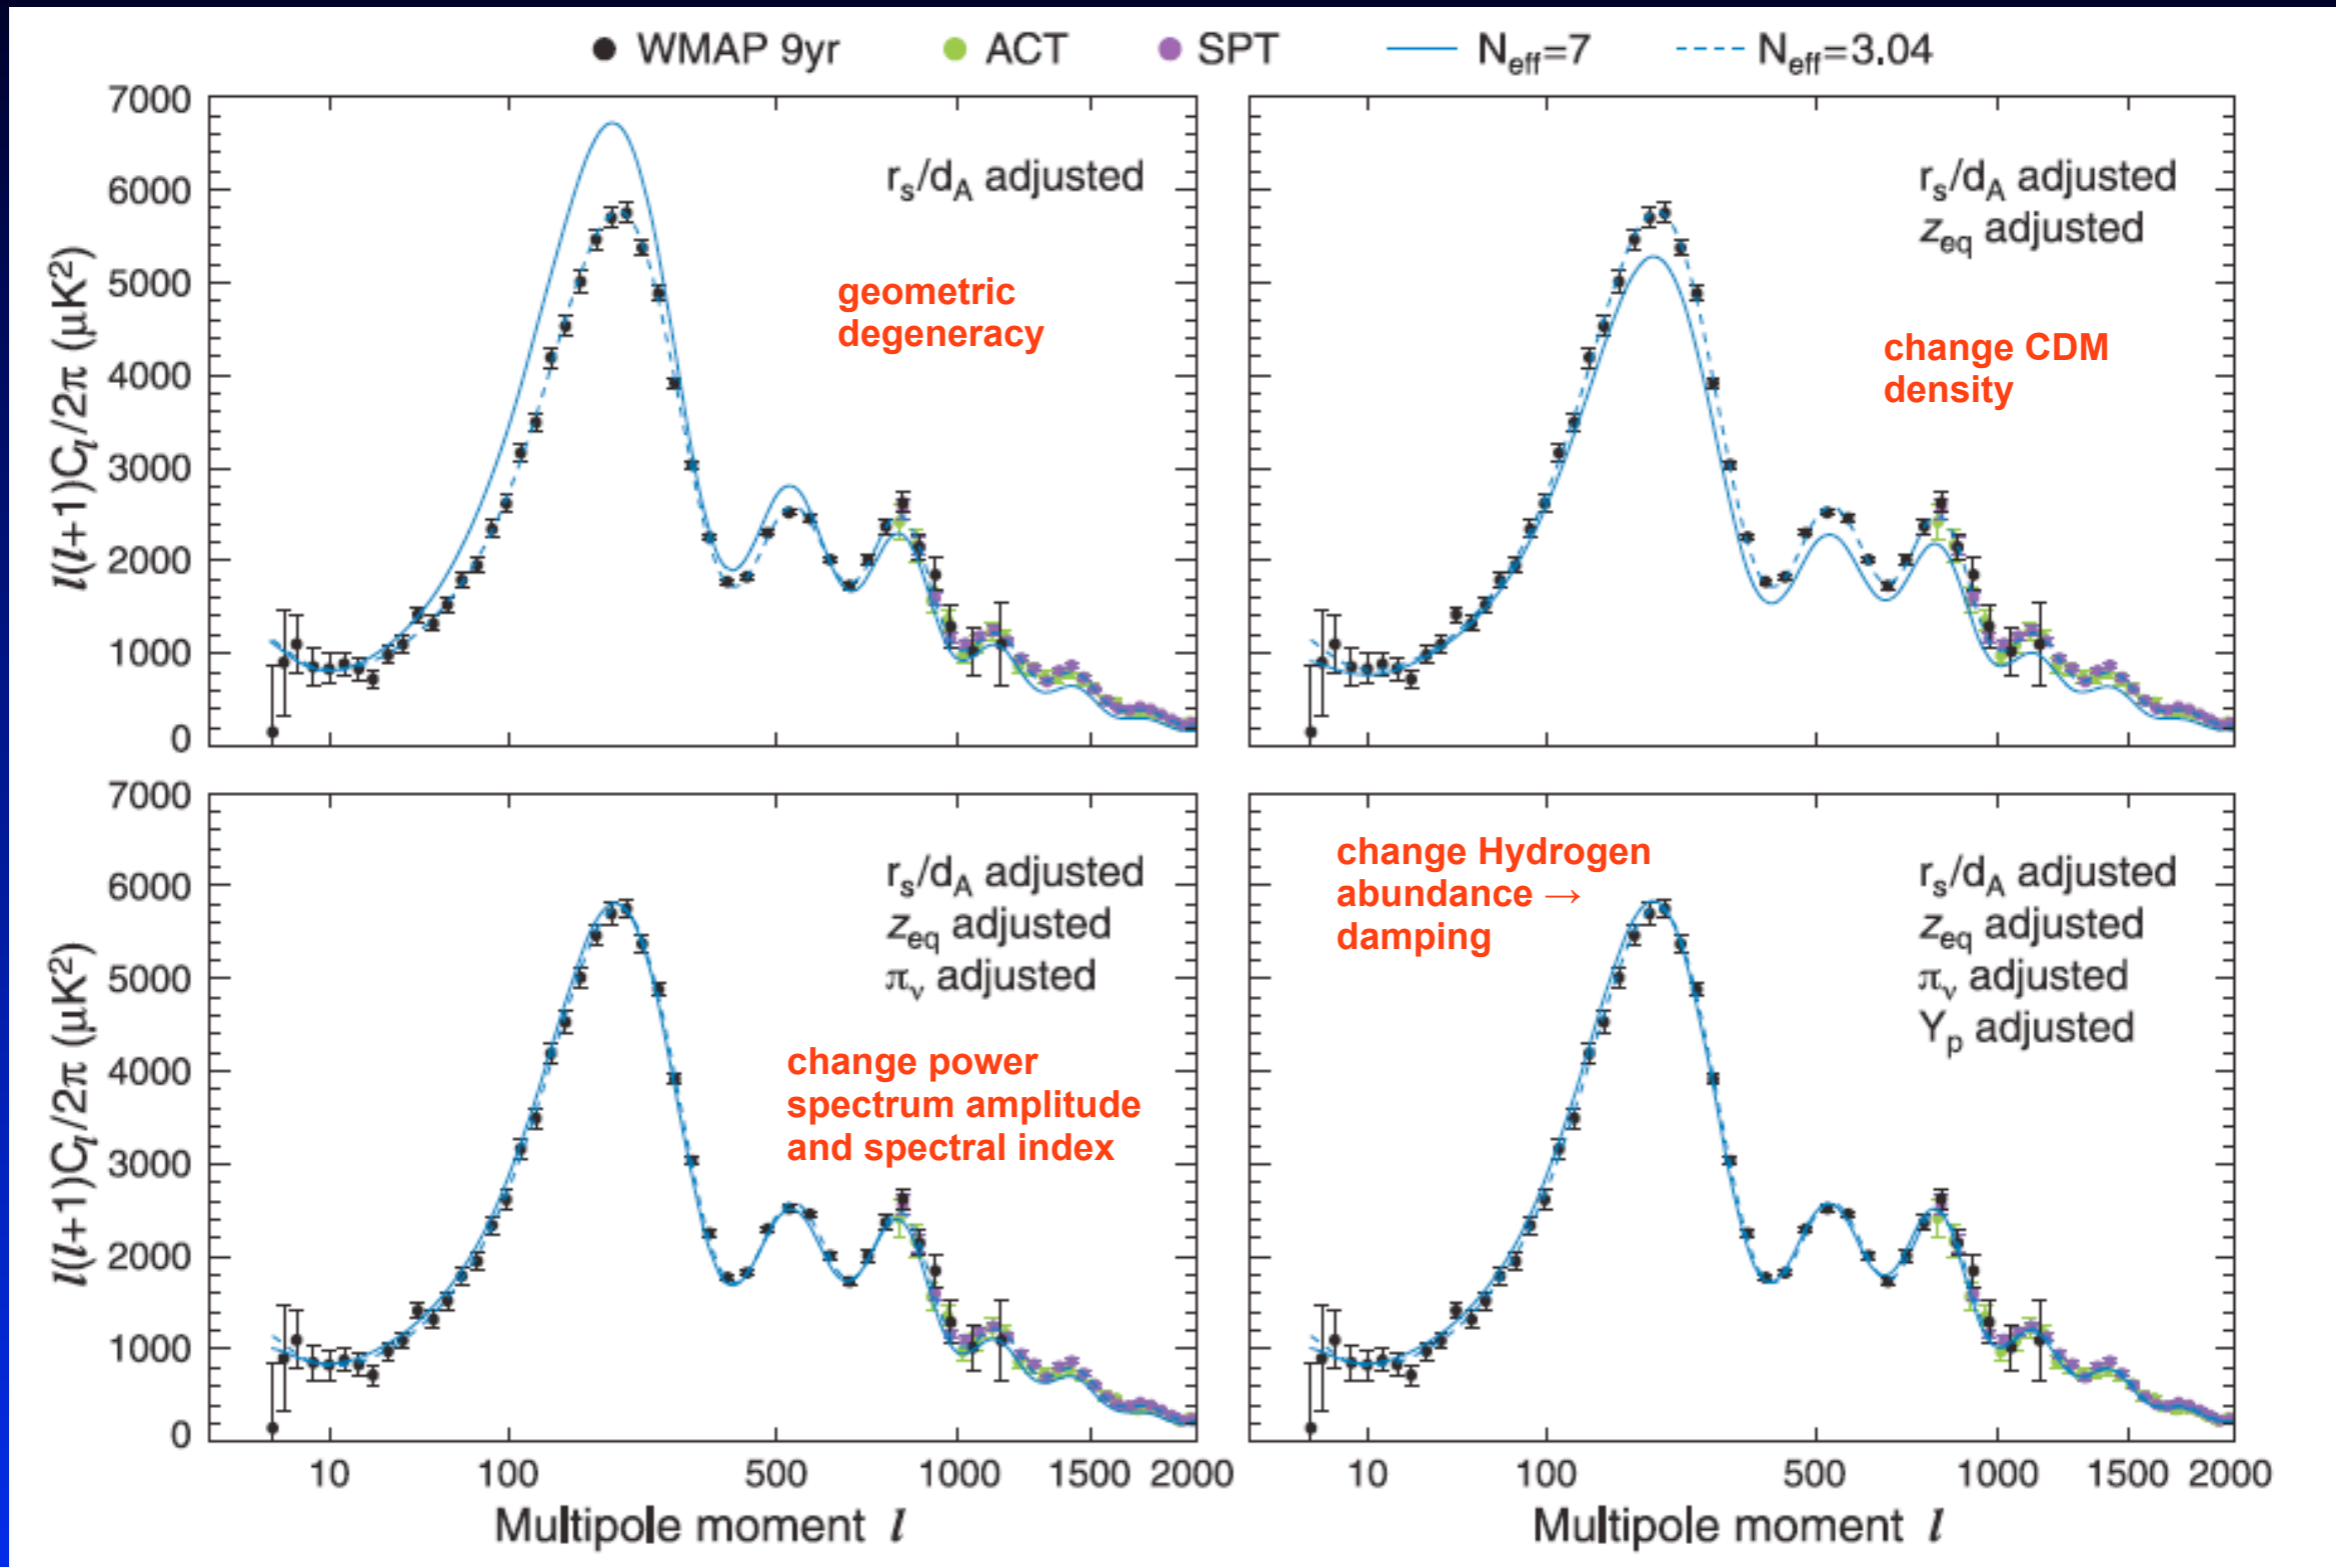 WMAP 9yr ACT SPT N_eff=7 N_eff=3.04
7000
6000
5000
4000
3000
2000
1000
0
l(l+1)C_l/2π (μK²)
r_s/d_A adjusted
geometric
degeneracy
r_s/d_A adjusted
z_eq adjusted
change CDM
density
7000
6000
5000
4000
3000
2000
1000
0
l(l+1)C_l/2π (μK²)
r_s/d_A adjusted
z_eq adjusted
π_ν adjusted
change power
spectrum amplitude
and spectral index
10 100 500 1000 1500 2000
Multipole moment l
change Hydrogen
abundance →
damping
r_s/d_A adjusted
z_eq adjusted
π_ν adjusted
Y_p adjusted
10 100 500 1000 1500 2000
Multipole moment l